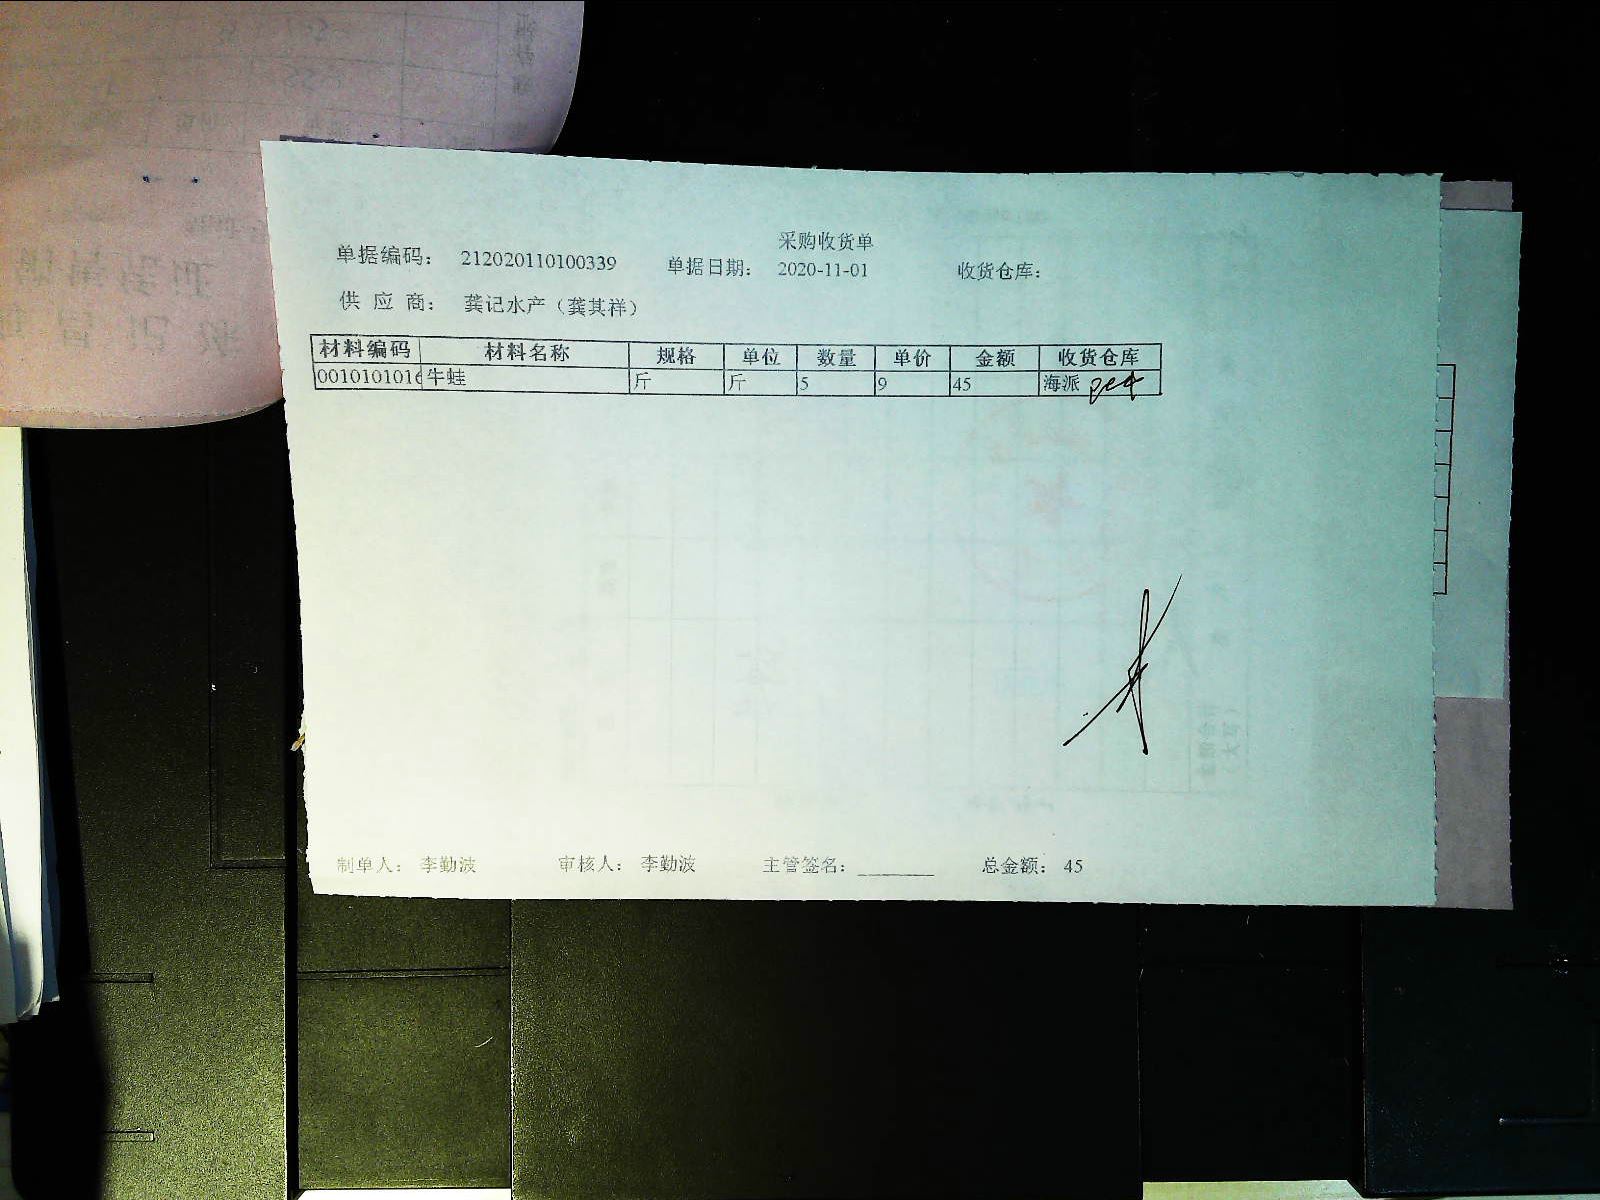 采购收货单
单据编码： 212020110100339 单据日期： 2020-11-01 收货仓库：
供 应 商： 龚记水产（龚其祥）
材料编码 材料名称 规格 单位 数量 单价 金额 收货仓库
001010101 牛蛙 斤 斤 5 9 45 海派
制单人： 李勤波 审核人： 李勤波 主管签名： 总金额： 45